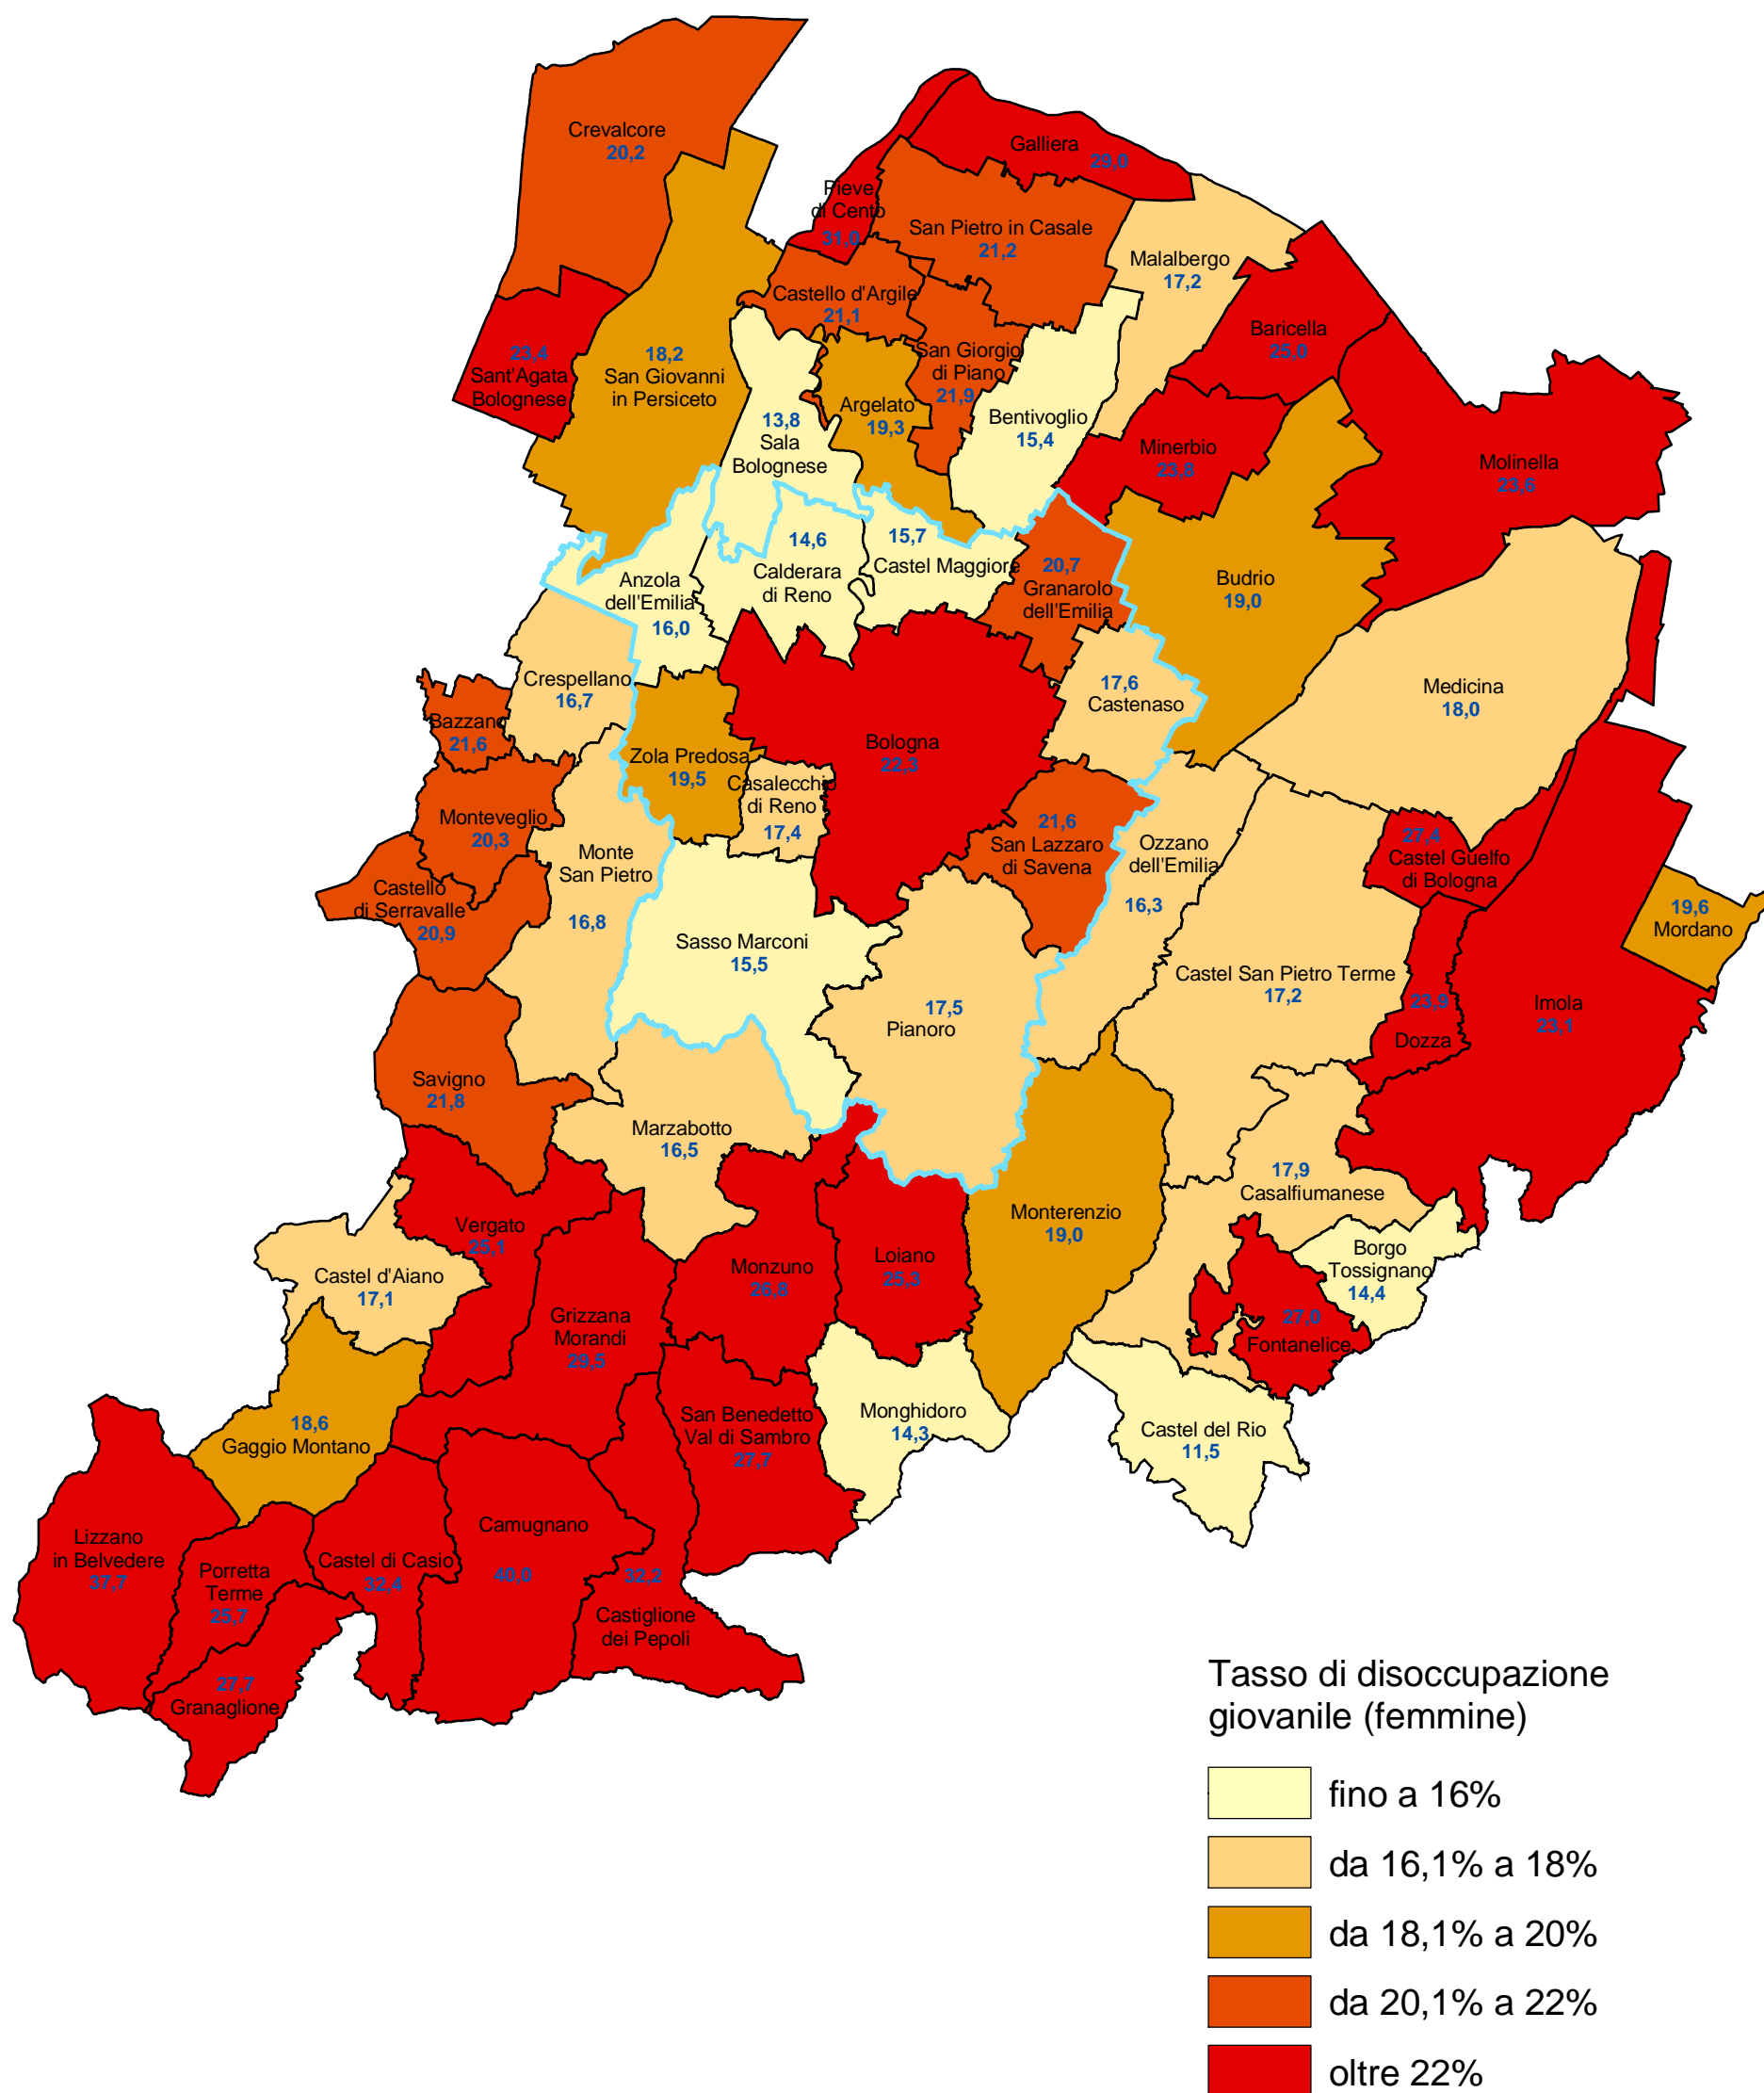 Crevalcore
20,2
Galliera
29,0
Pieve
di Cento
31,0
San Pietro in Casale
21,2
Malalbergo
17,2
Castello d'Argile
21,1
Baricella
25,0
23,4
Sant'Agata
Bolognese
18,2
San Giovanni
in Persiceto
San Giorgio
di Piano
21,9
Argelato
19,3
13,8
Sala
Bolognese
Bentivoglio
15,4
Minerbio
23,8
Molinella
23,6
14,6
Calderara
di Reno
15,7
Castel Maggiore
20,7
Granarolo
dell'Emilia
Budrio
19,0
Anzola
dell'Emilia
16,0
Crespellano
16,7
17,6
Castenaso
Medicina
18,0
Bazzano
21,6
Zola Predosa
19,5
Bologna
22,3
Casalecchio
di Reno
17,4
Monteveglio
20,3
Monte
San Pietro
16,8
21,6
San Lazzaro
di Savena
Ozzano
dell'Emilia
16,3
27,4
Castel Guelfo
di Bologna
Castello
di Serravalle
20,9
19,6
Mordano
Sasso Marconi
15,5
Castel San Pietro Terme
17,2
23,9
Dozza
Imola
23,1
17,5
Pianoro
Savigno
21,8
Marzabotto
16,5
17,9
Casalfiumanese
Vergato
25,1
Monterenzio
19,0
Castel d'Aiano
17,1
Monzuno
26,8
Loiano
25,3
Borgo
Tossignano
14,4
Grizzana
Morandi
29,5
27,0
Fontanelice
18,6
Gaggio Montano
San Benedetto
Val di Sambro
27,7
Monghidoro
14,3
Castel del Rio
11,5
Lizzano
in Belvedere
37,7
Porretta
Terme
25,7
Castel di Casio
32,4
Camugnano
40,0
32,2
Castiglione
dei Pepoli
27,7
Granaglione
Tasso di disoccupazione
giovanile (femmine)
fino a 16%
da 16,1% a 18%
da 18,1% a 20%
da 20,1% a 22%
oltre 22%